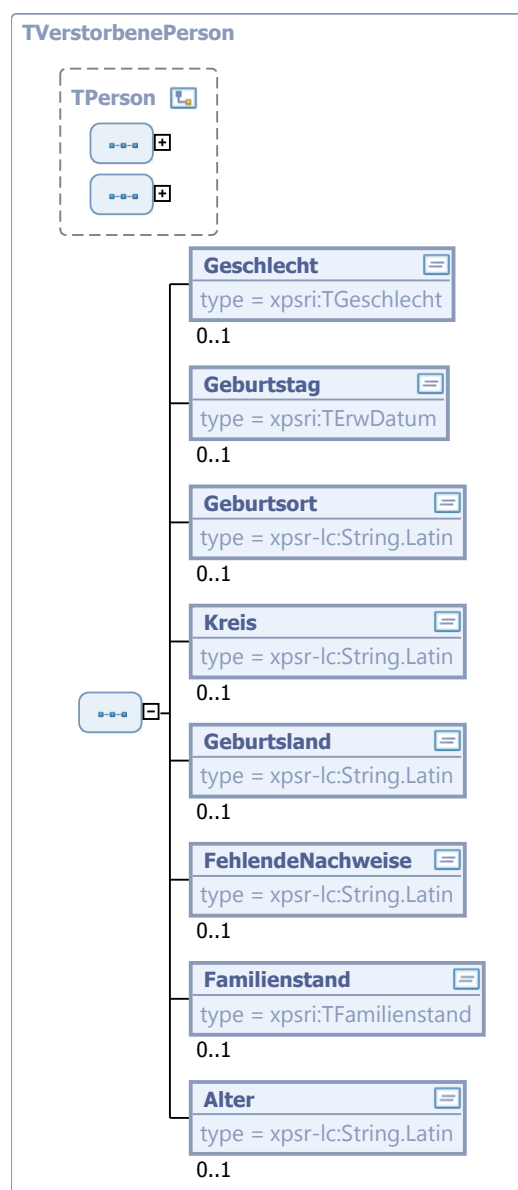 TVerstorbenePerson
TPerson
Geschlecht
type = xpsri:TGeschlecht
0..1
Geburtstag
type = xpsri:TErwDatum
0..1
Geburtsort
type = xpsr-lc:String.Latin
0..1
Kreis
type = xpsr-lc:String.Latin
0..1
Geburtsland
type = xpsr-lc:String.Latin
0..1
FehlendeNachweise
type = xpsr-lc:String.Latin
0..1
Familienstand
type = xpsri:TFamilienstand
0..1
Alter
type = xpsr-lc:String.Latin
0..1